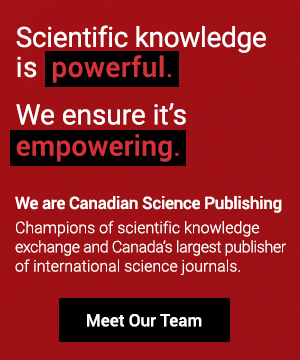 Scientific knowledge
is powerful.
We ensure it's
empowering.
We are Canadian Science Publishing
Champions of scientific knowledge
exchange and Canada's largest publisher
of international science journals.
Meet Our Team